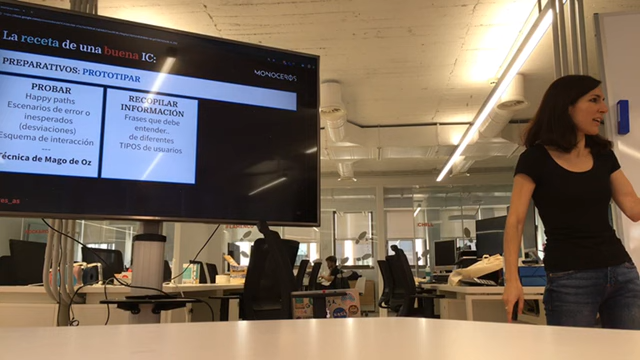 La receta de una buena IC:
MONOCEROS
PREPARATIVOS: PROTOTIPAR
PROBAR
Happy paths
Escenarios de error o
inesperados
(desviaciones)
Esquema de interacción
---
Técnica de Mago de Oz
RECOPILAR
INFORMACIÓN
Frases que debe
entender..
de diferentes
TIPOS de usuarios
CHILL